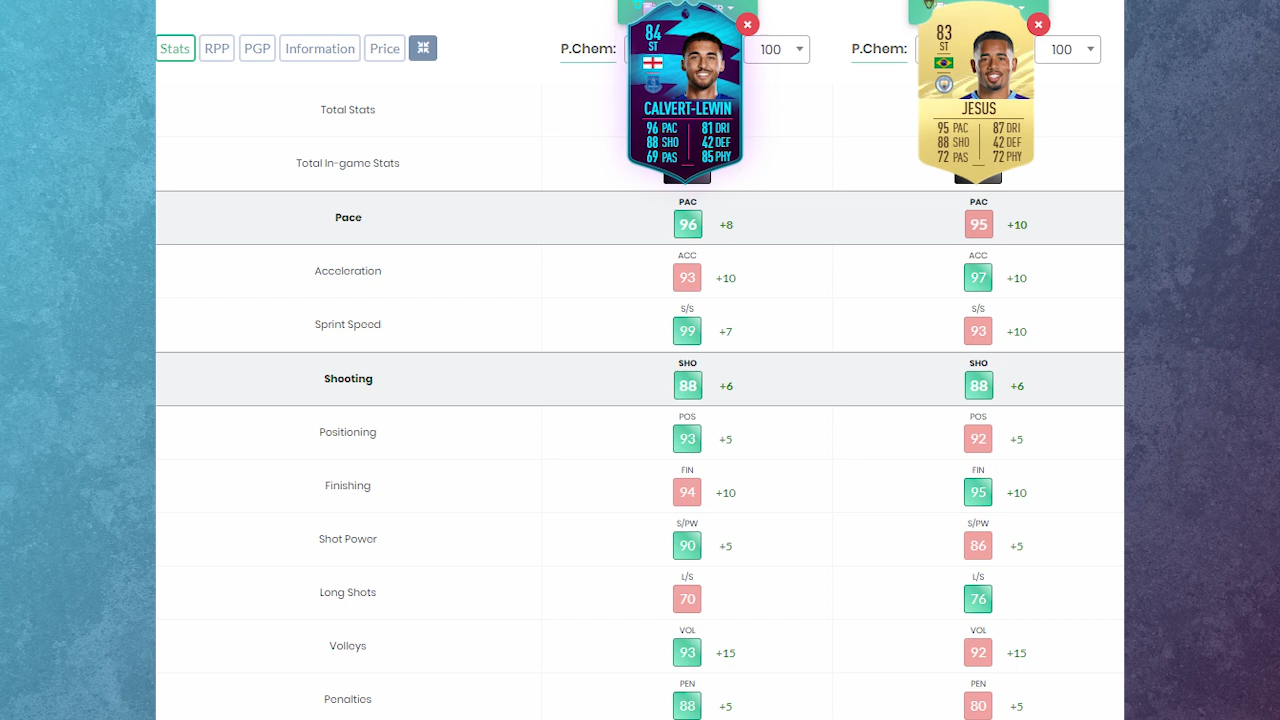 Stats RPP PGP Information Price P.Chem: 100 P.Chem: 100
84
ST
CALVERT-LEWIN
96 PAC 81 DRI
88 SHO 42 DEF
69 PAS 85 PHY
83
ST
JESUS
95 PAC 87 DRI
88 SHO 42 DEF
72 PAS 72 PHY
Total Stats
Total In-game Stats
PAC PAC
Pace 96 +8 95 +10
ACC ACC
Acceleration 93 +10 97 +10
S/S S/S
Sprint Speed 99 +7 93 +10
SHO SHO
Shooting 88 +6 88 +6
POS POS
Positioning 93 +5 92 +5
FIN FIN
Finishing 94 +10 95 +10
S/PW S/PW
Shot Power 90 +5 86 +5
L/S L/S
Long Shots 70 76
VOL VOL
Volleys 93 +15 92 +15
PEN PEN
Penalties 88 +5 80 +5